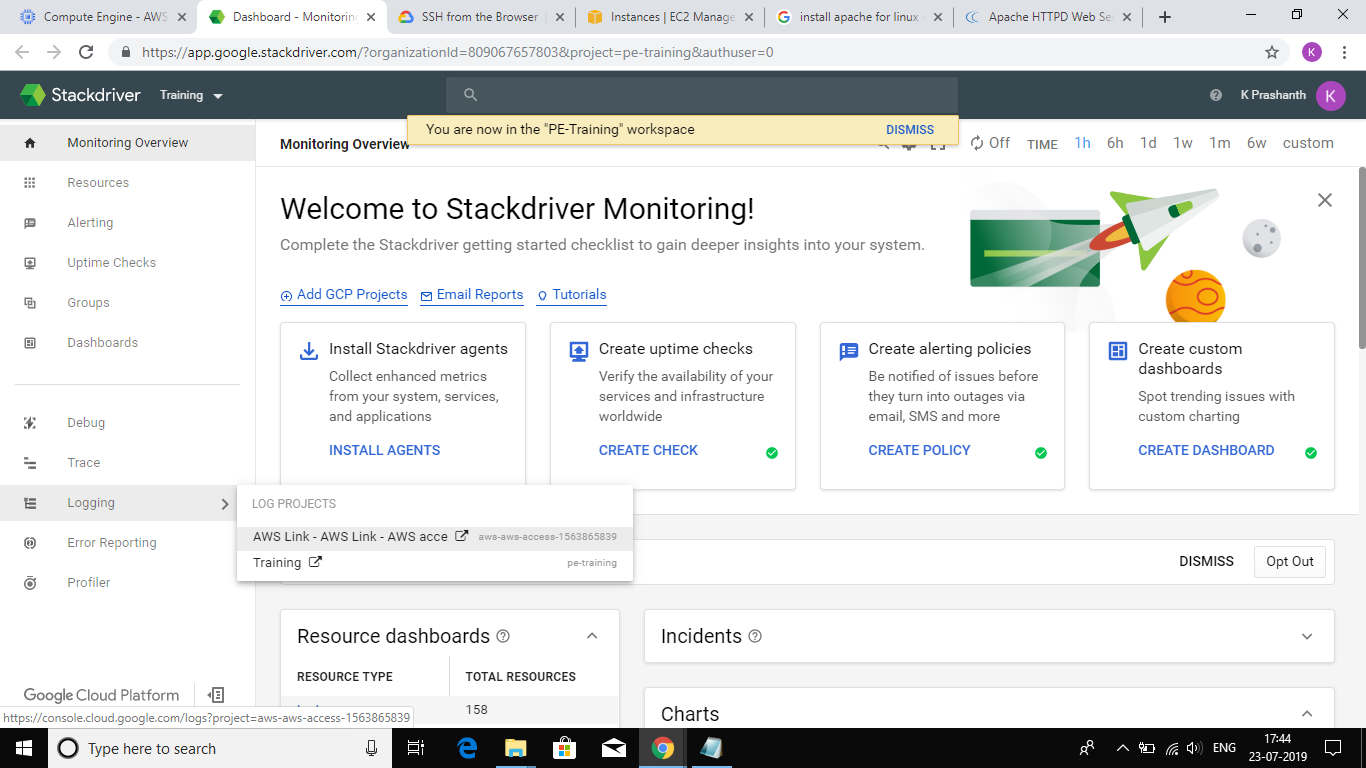 Compute Engine - AWS
Dashboard - Monitoring
SSH from the Browser
Instances | EC2 Manage
install apache for linux -
Apache HTTPD Web Se
https://app.google.stackdriver.com/?organizationId=809067657803&project=pe-training&authuser=0
K
Stackdriver
Training
K Prashanth
K
You are now in the "PE-Training" workspace
DISMISS
Monitoring Overview
Monitoring Overview
Off
TIME
1h
6h
1d
1w
1m
6w
custom
Resources
Alerting
Uptime Checks
Groups
Dashboards
Debug
Trace
Logging
Error Reporting
Profiler
Welcome to Stackdriver Monitoring!
Complete the Stackdriver getting started checklist to gain deeper insights into your system.
Add GCP Projects
Email Reports
Tutorials
Install Stackdriver agents
Collect enhanced metrics
from your system, services,
and applications
INSTALL AGENTS
Create uptime checks
Verify the availability of your
services and infrastructure
worldwide
CREATE CHECK
Create alerting policies
Be notified of issues before
they turn into outages via
email, SMS and more
CREATE POLICY
Create custom
dashboards
Spot trending issues with
custom charting
CREATE DASHBOARD
LOG PROJECTS
AWS Link - AWS Link - AWS acce
aws-aws-access-1563865839
Training
pe-training
DISMISS
Opt Out
Resource dashboards
RESOURCE TYPE
TOTAL RESOURCES
158
Incidents
Charts
Google Cloud Platform
https://console.cloud.google.com/logs?project=aws-aws-access-1563865839
Type here to search
ENG
17:44
23-07-2019